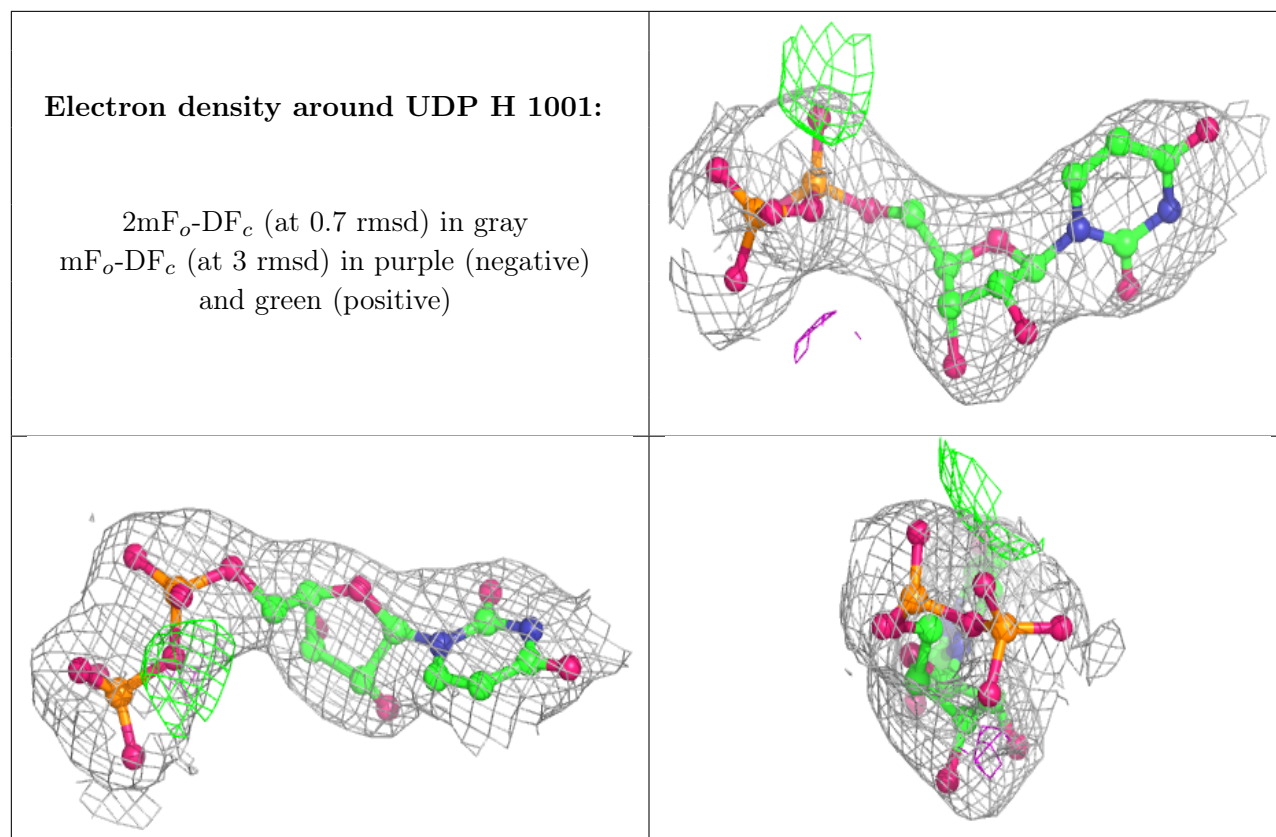 Electron density around UDP H 1001:
2mFₒ-DF𝒸 (at 0.7 rmsd) in gray
mFₒ-DF𝒸 (at 3 rmsd) in purple (negative)
and green (positive)